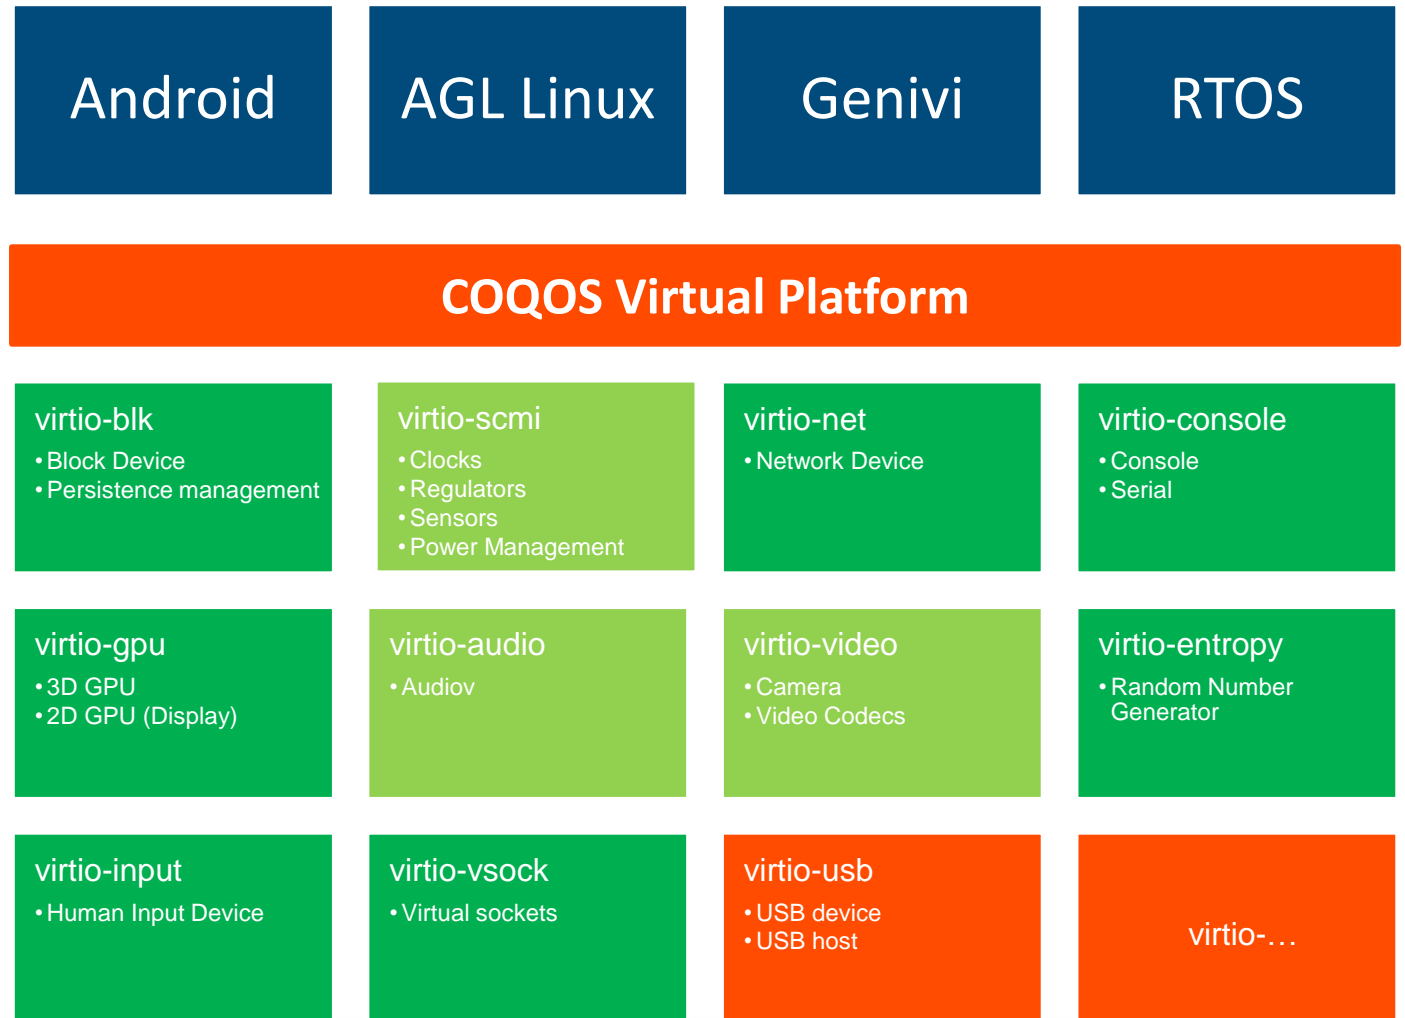 Android
AGL Linux
Genivi
RTOS
COQOS Virtual Platform
virtio-blk
• Block Device
• Persistence management
virtio-scmi
• Clocks
• Regulators
• Sensors
• Power Management
virtio-net
• Network Device
virtio-console
• Console
• Serial
virtio-gpu
• 3D GPU
• 2D GPU (Display)
virtio-audio
• Audiov
virtio-video
• Camera
• Video Codecs
virtio-entropy
• Random Number
Generator
virtio-input
• Human Input Device
virtio-vsock
• Virtual sockets
virtio-usb
• USB device
• USB host
virtio-…